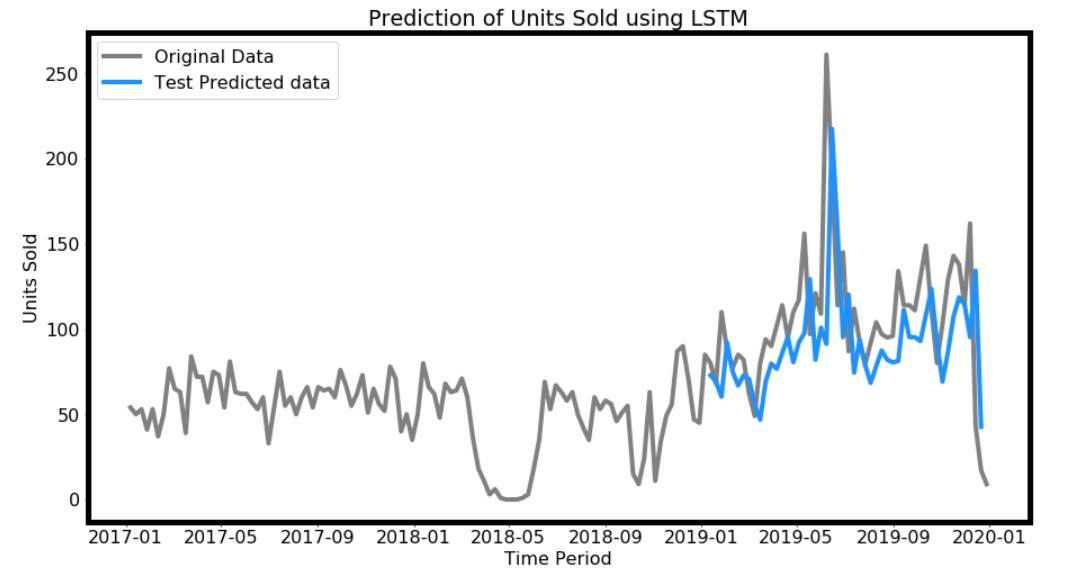 Prediction of Units Sold using LSTM
Original Data
Test Predicted data
250
200
150
100
50
0
Units Sold
2017-01 2017-05 2017-09 2018-01 2018-05 2018-09 2019-01 2019-05 2019-09 2020-01
Time Period